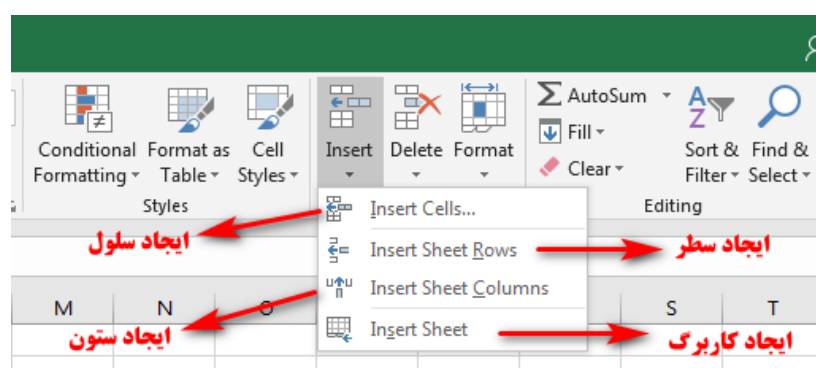 AutoSum
Fill
Clear
Conditional Formatting
Format as Table
Cell Styles
Insert
Delete
Format
Sort & Filter
Find & Select
Styles
Editing
Insert Cells...
ایجاد سلول
Insert Sheet Rows
ایجاد سطر
Insert Sheet Columns
ایجاد ستون
Insert Sheet
ایجاد کاربرگ
M N O S T